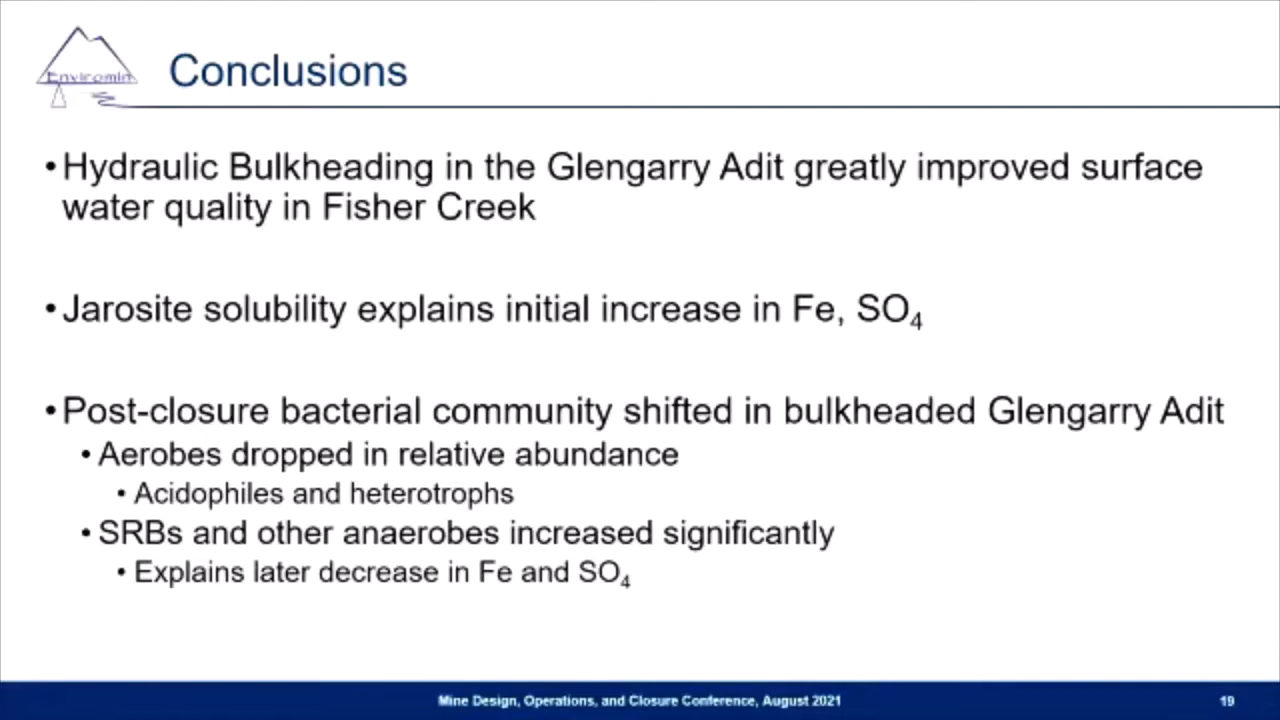 Enviromin
Conclusions
• Hydraulic Bulkheading in the Glengarry Adit greatly improved surface
water quality in Fisher Creek
• Jarosite solubility explains initial increase in Fe, SO₄
• Post-closure bacterial community shifted in bulkheaded Glengarry Adit
• Aerobes dropped in relative abundance
• Acidophiles and heterotrophs
• SRBs and other anaerobes increased significantly
• Explains later decrease in Fe and SO₄
Mine Design, Operations, and Closure Conference, August 2021
19